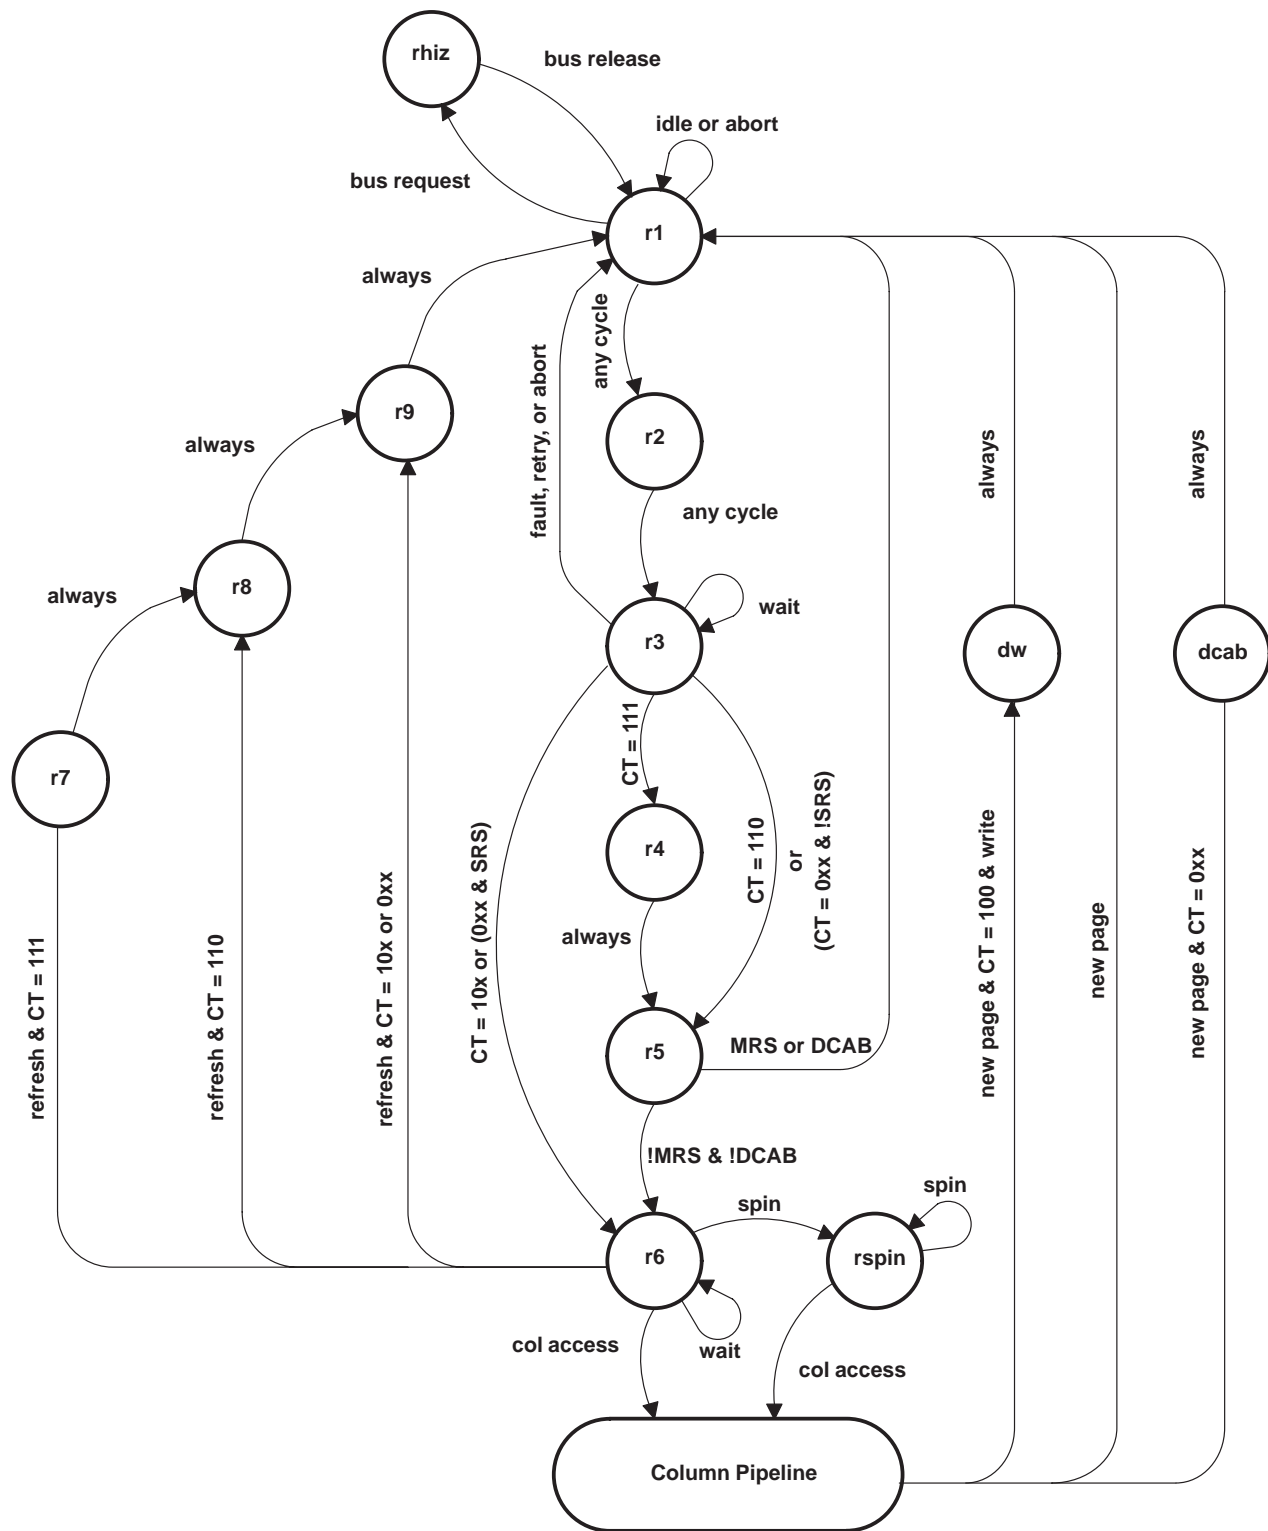 rhiz
bus release
idle or abort
bus request
r1
always
any cycle
fault, retry, or abort
r9
r2
always
always
always
any cycle
r8
always
wait
r3
dw
dcab
CT = 111
r7
CT = 110
or
(CT = 0xx & !SRS)
r4
CT = 10x or (0xx & SRS)
always
new page & CT = 100 & write
new page
new page & CT = 0xx
refresh & CT = 111
refresh & CT = 110
refresh & CT = 10x or 0xx
r5
MRS or DCAB
!MRS & !DCAB
spin
spin
r6
rspin
col access
wait
col access
Column Pipeline